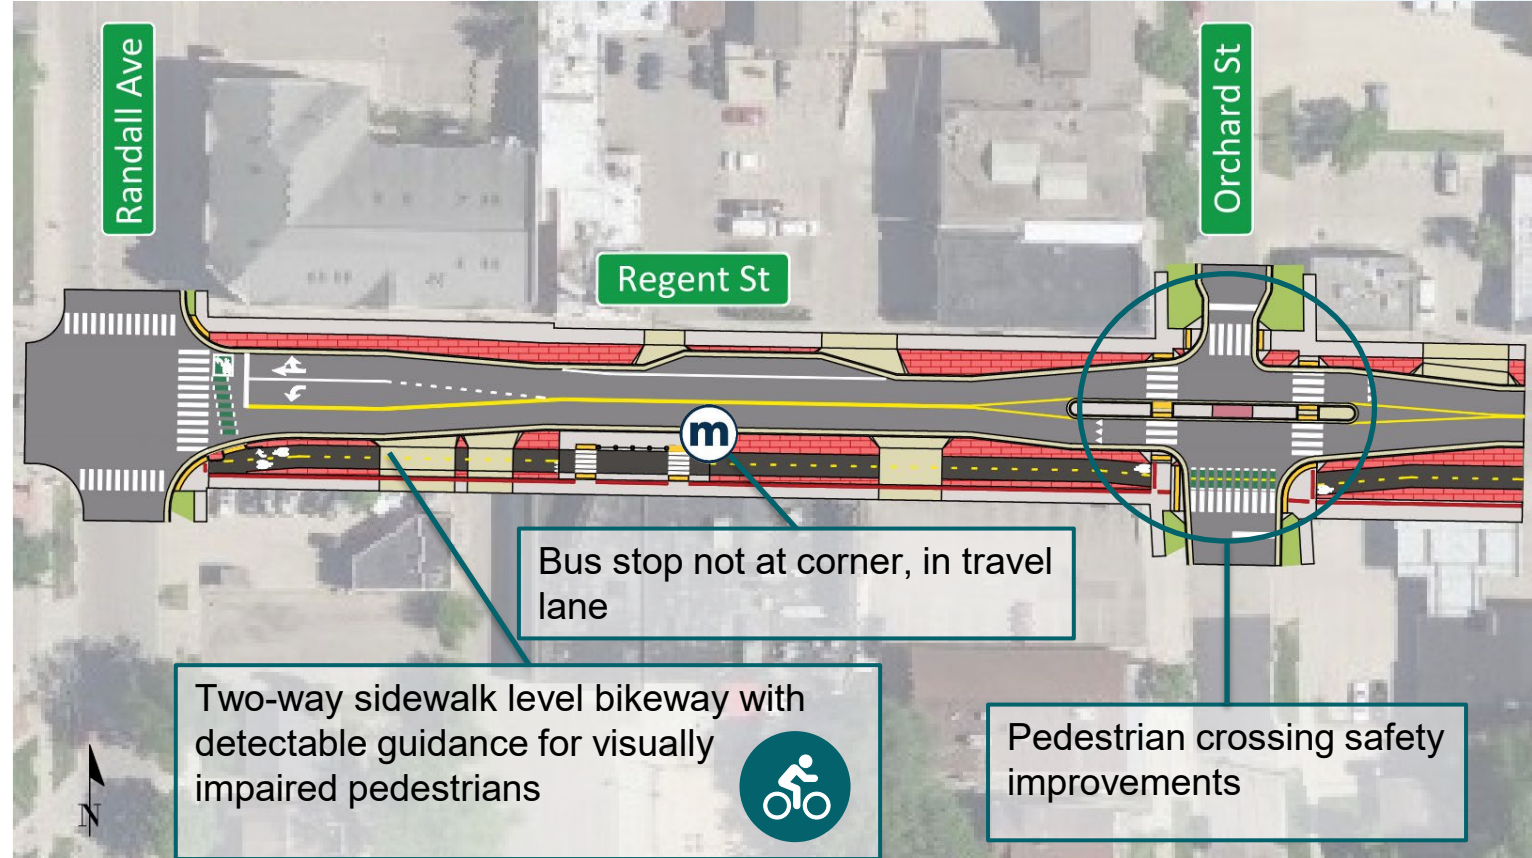 Randall Ave
Orchard St
Regent St
m
Bus stop not at corner, in travel
lane
Two-way sidewalk level bikeway with
detectable guidance for visually
impaired pedestrians
Pedestrian crossing safety
improvements
N